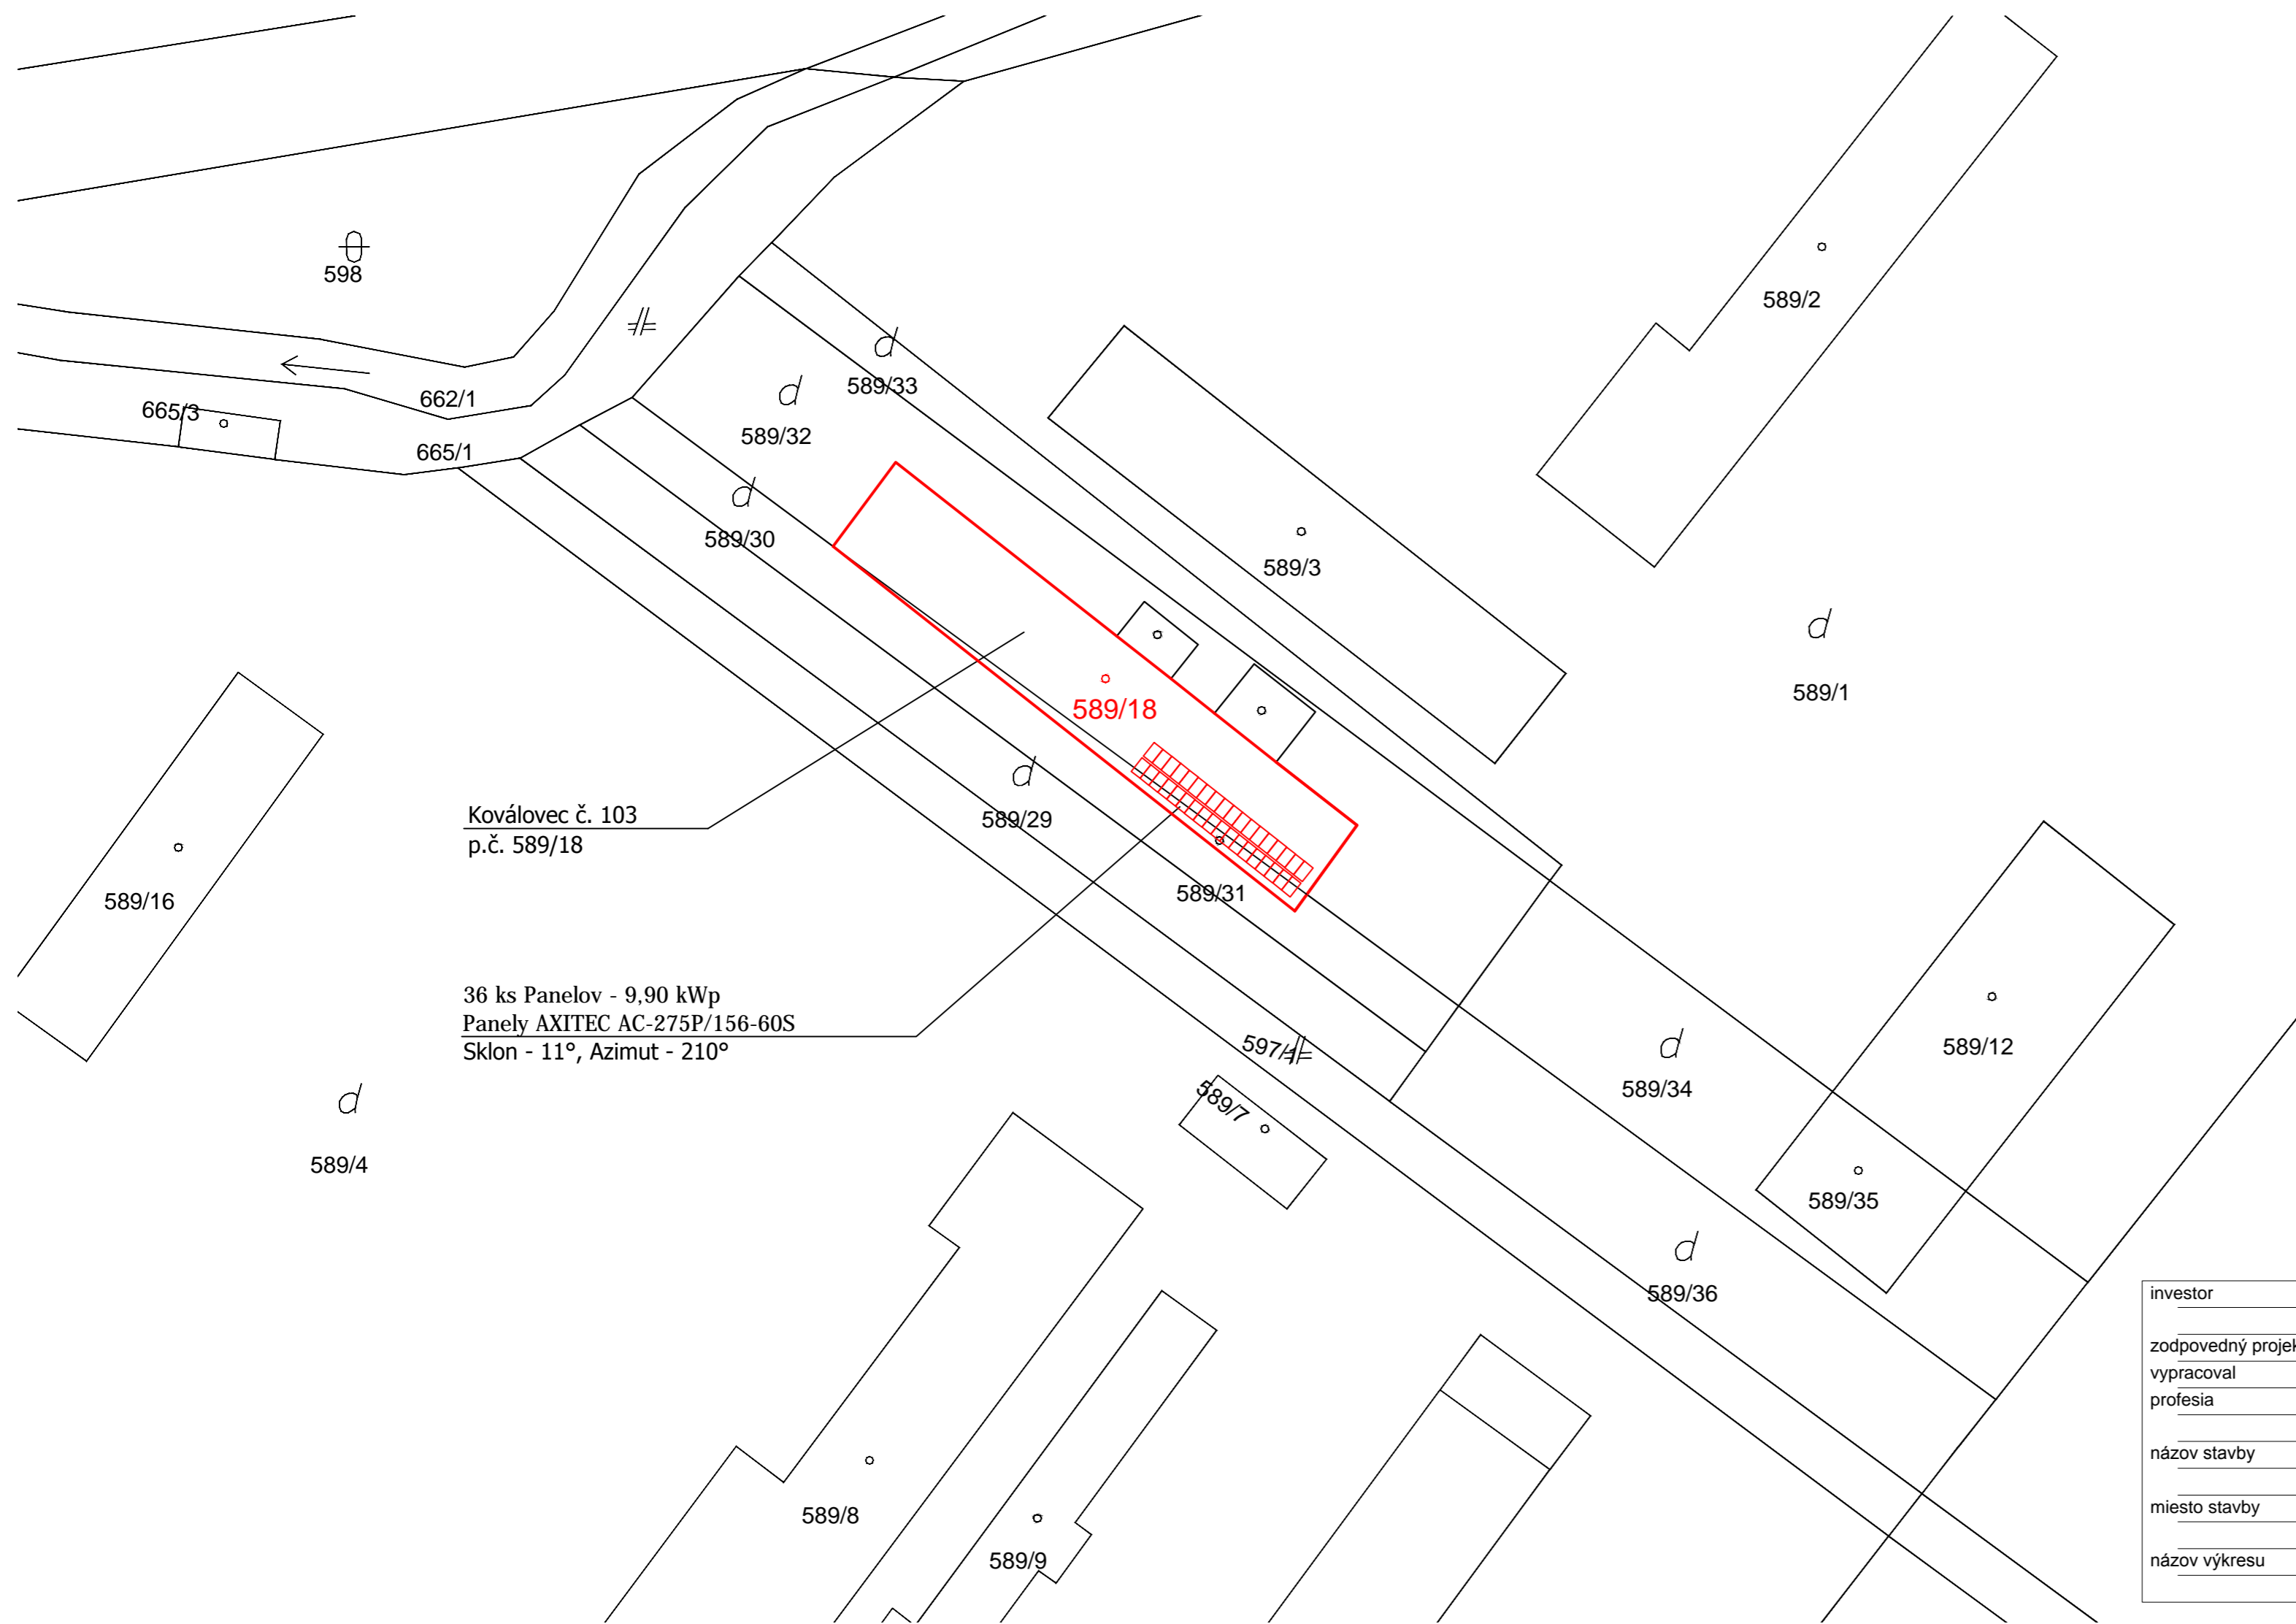 598
589/2
662/1
589/33
665/3
589/32
665/1
589/30
589/3
589/1
589/18
Koválovec č. 103
p.č. 589/18
589/29
589/31
589/16
36 ks Panelov - 9,90 kWp
Panely AXITEC AC-275P/156-60S
Sklon - 11°, Azimut - 210°
597/1
589/12
589/7
589/34
589/4
589/35
589/36
investor
zodpovedný projek
vypracoval
profesia
názov stavby
miesto stavby
názov výkresu
589/8
589/9